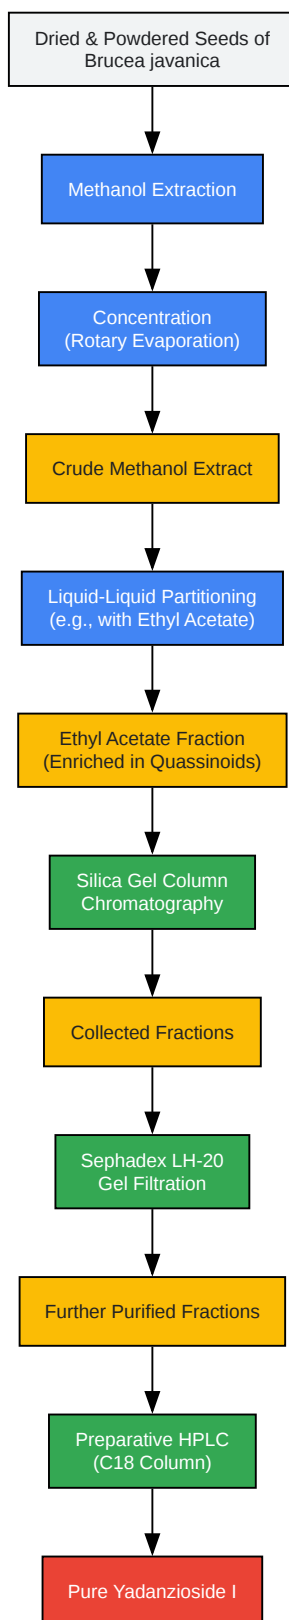 Dried & Powdered Seeds of
Brucea javanica
Methanol Extraction
Concentration
(Rotary Evaporation)
Crude Methanol Extract
Liquid-Liquid Partitioning
(e.g., with Ethyl Acetate)
Ethyl Acetate Fraction
(Enriched in Quassinoids)
Silica Gel Column
Chromatography
Collected Fractions
Sephadex LH-20
Gel Filtration
Further Purified Fractions
Preparative HPLC
(C18 Column)
Pure Yadanzioside I